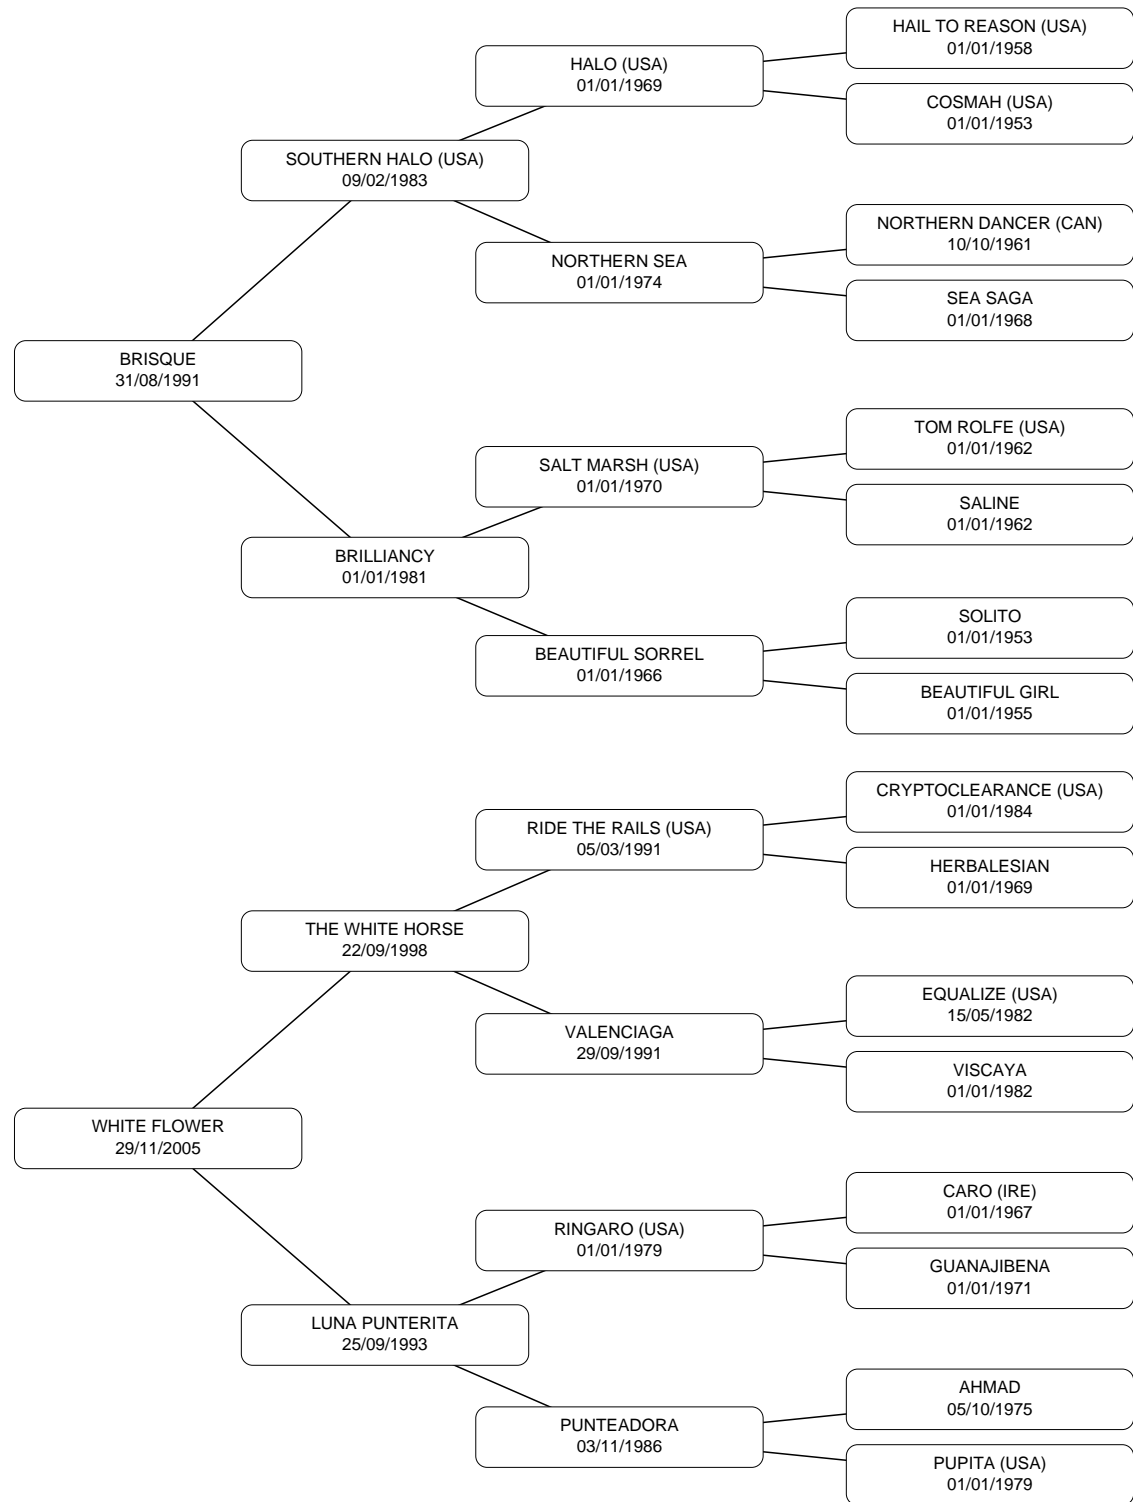 HAIL TO REASON (USA)
01/01/1958
HALO (USA)
01/01/1969
COSMAH (USA)
01/01/1953
SOUTHERN HALO (USA)
09/02/1983
NORTHERN DANCER (CAN)
10/10/1961
NORTHERN SEA
01/01/1974
SEA SAGA
01/01/1968
BRISQUE
31/08/1991
TOM ROLFE (USA)
01/01/1962
SALT MARSH (USA)
01/01/1970
SALINE
01/01/1962
BRILLIANCY
01/01/1981
SOLITO
01/01/1953
BEAUTIFUL SORREL
01/01/1966
BEAUTIFUL GIRL
01/01/1955
CRYPTOCLEARANCE (USA)
01/01/1984
RIDE THE RAILS (USA)
05/03/1991
HERBALESIAN
01/01/1969
THE WHITE HORSE
22/09/1998
EQUALIZE (USA)
15/05/1982
VALENCIAGA
29/09/1991
VISCAYA
01/01/1982
WHITE FLOWER
29/11/2005
CARO (IRE)
01/01/1967
RINGARO (USA)
01/01/1979
GUANAJIBENA
01/01/1971
LUNA PUNTERITA
25/09/1993
AHMAD
05/10/1975
PUNTEADORA
03/11/1986
PUPITA (USA)
01/01/1979